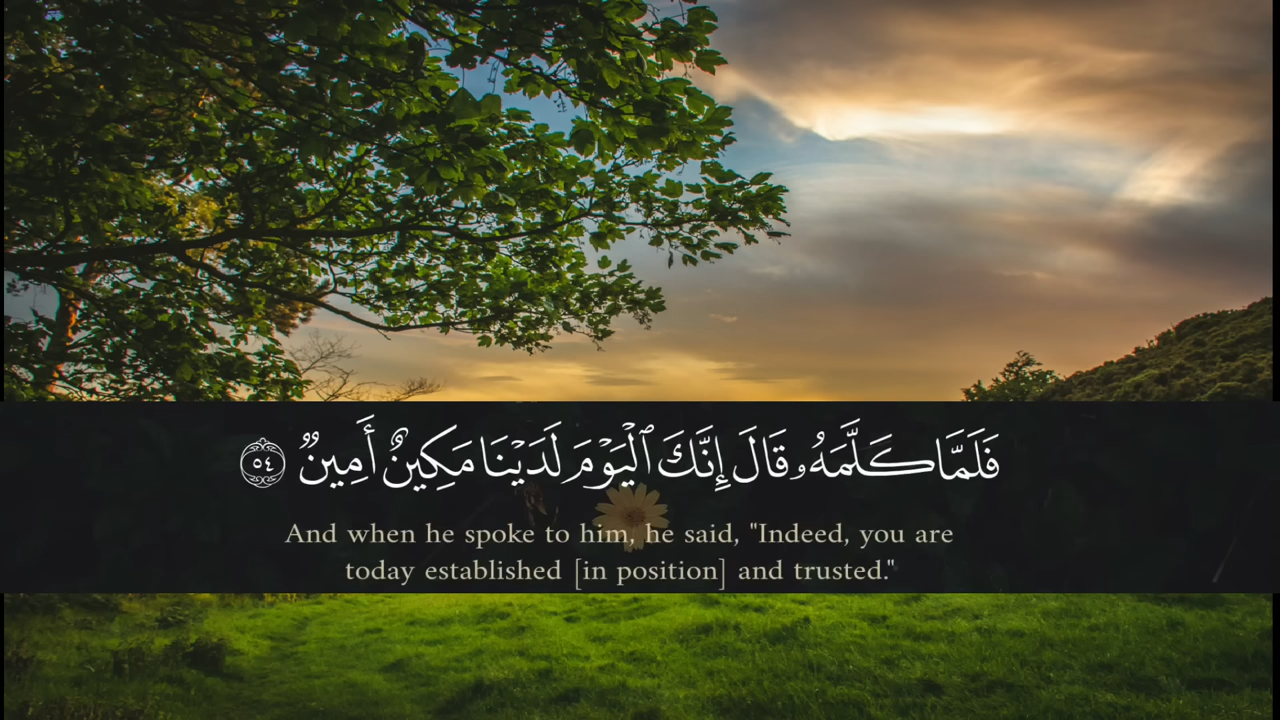 فَلَمَّا كَلَّمَهُۥ قَالَ إِنَّكَ ٱلْيَوْمَ لَدَيْنَا مَكِينٌ أَمِينٌ ٥٤
And when he spoke to him, he said, "Indeed, you are
today established [in position] and trusted."